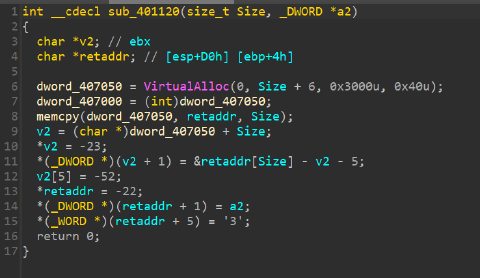 1 int __cdecl sub_401120(size_t Size, _DWORD *a2)
2 {
3 char *v2; // ebx
4 char *retaddr; // [esp+D0h] [ebp+4h]
5
6 dword_407050 = VirtualAlloc(0, Size + 6, 0x3000u, 0x40u);
7 dword_407000 = (int)dword_407050;
8 memcpy(dword_407050, retaddr, Size);
9 v2 = (char *)dword_407050 + Size;
10 *v2 = -23;
11 *(_DWORD *)(v2 + 1) = &retaddr[Size] - v2 - 5;
12 v2[5] = -52;
13 *retaddr = -22;
14 *(_DWORD *)(retaddr + 1) = a2;
15 *(_WORD *)(retaddr + 5) = '3';
16 return 0;
17 }